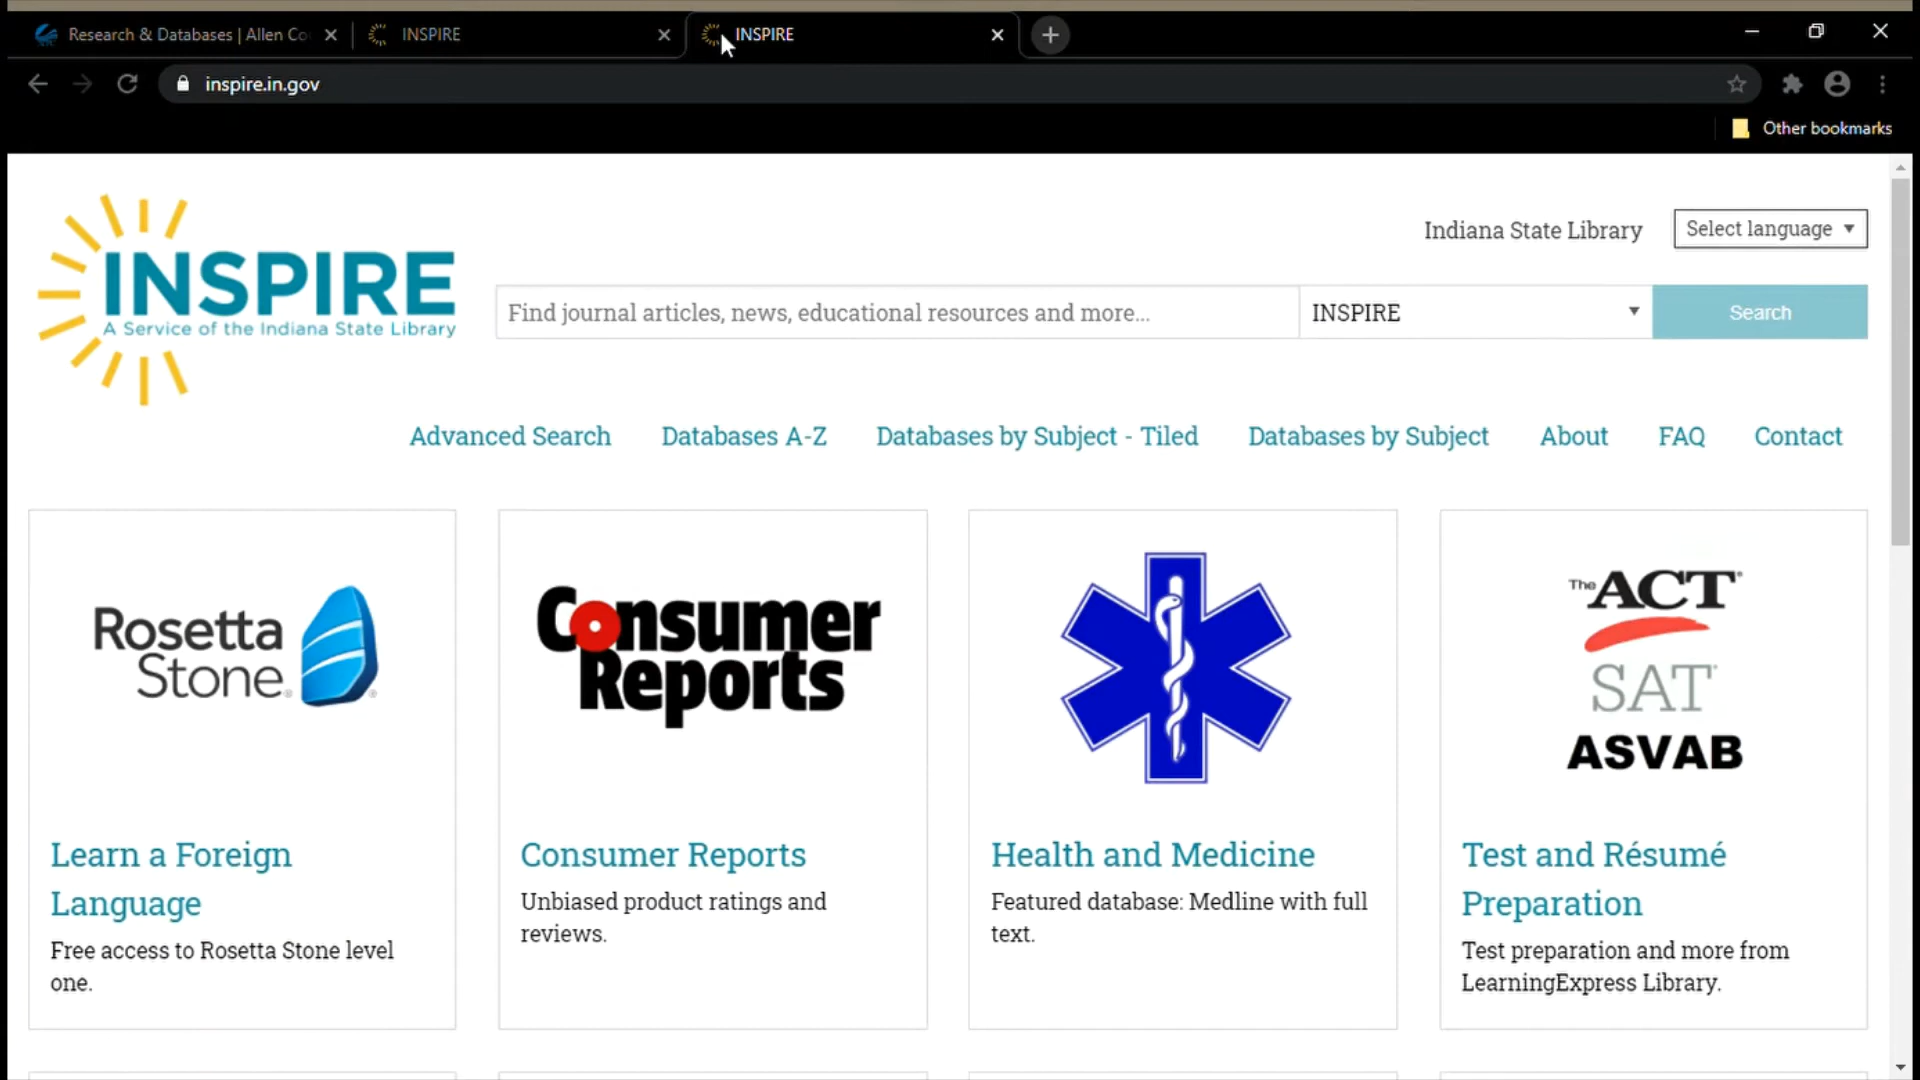 Research & Databases | Allen Co
INSPIRE
INSPIRE
inspire.in.gov
Other bookmarks
INSPIRE
A Service of the Indiana State Library
Indiana State Library
Select language
Find journal articles, news, educational resources and more...
INSPIRE
Search
Advanced Search
Databases A-Z
Databases by Subject - Tiled
Databases by Subject
About
FAQ
Contact
Rosetta
Stone®
Learn a Foreign
Language
Free access to Rosetta Stone level
one.
Consumer
Reports
Consumer Reports
Unbiased product ratings and
reviews.
Health and Medicine
Featured database: Medline with full
text.
The ACT®
SAT®
ASVAB
Test and Résumé
Preparation
Test preparation and more from
LearningExpress Library.